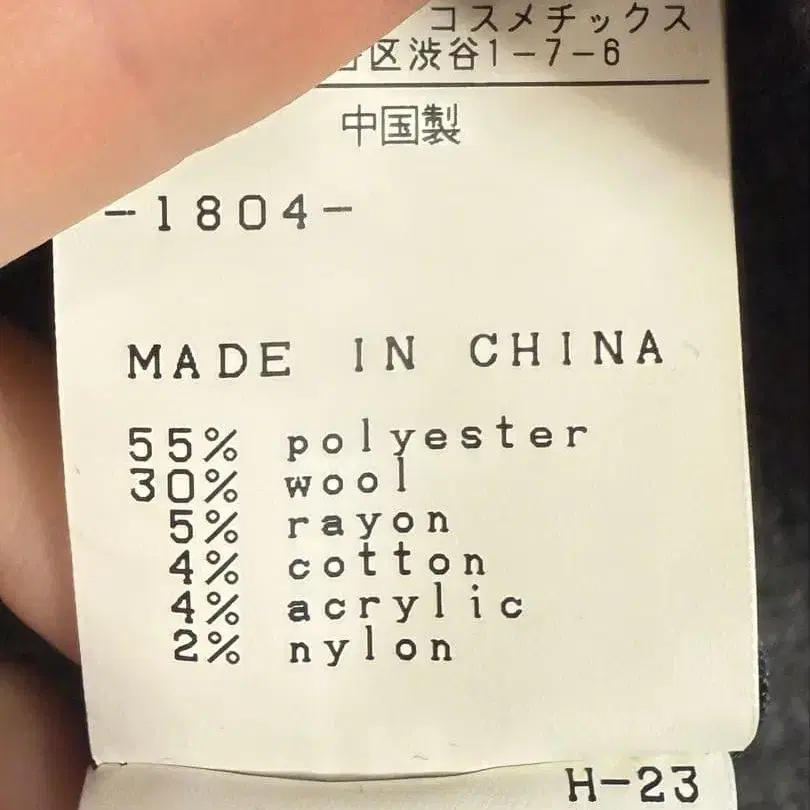 コスメチックス
区渋谷1-7-6
中国製
-1804-
MADE IN CHINA
55% polyester
30% wool
5% rayon
4% cotton
4% acrylic
2% nylon
H-23